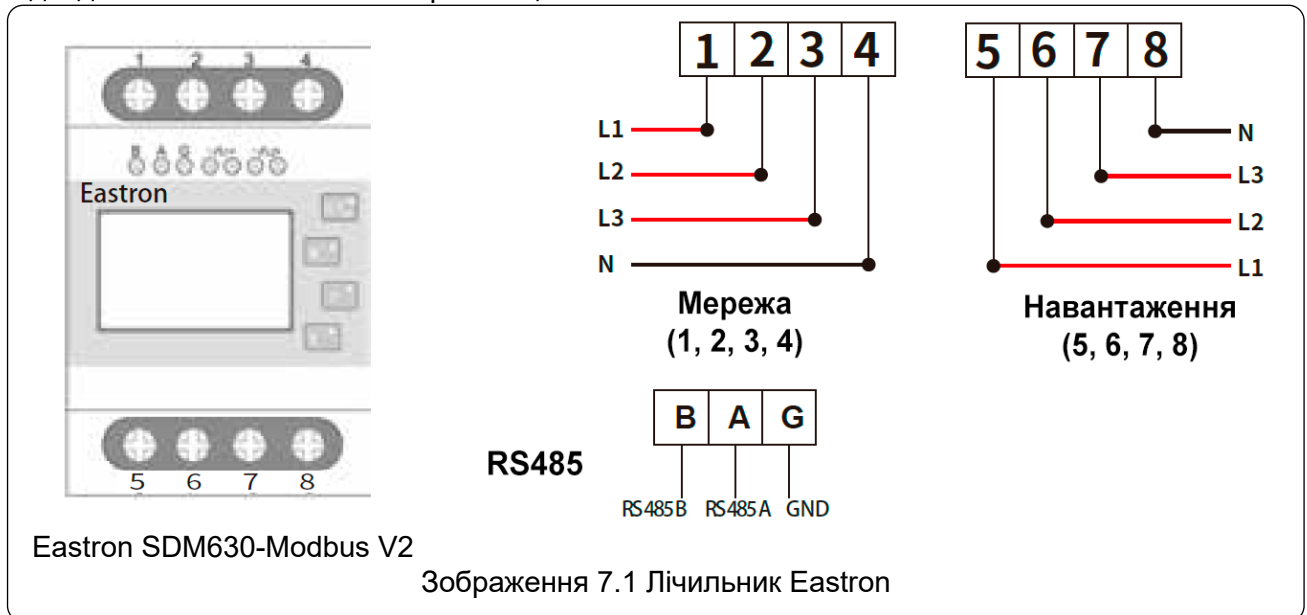 1 2 3 4
B A G
Eastron
5 6 7 8
Eastron SDM630-Modbus V2
1 2 3 4
L1
L2
L3
N
Мережа
(1, 2, 3, 4)
5 6 7 8
N
L3
L2
L1
Навантаження
(5, 6, 7, 8)
RS485
B A G
RS485B RS485A GND
Зображення 7.1 Лічильник Eastron